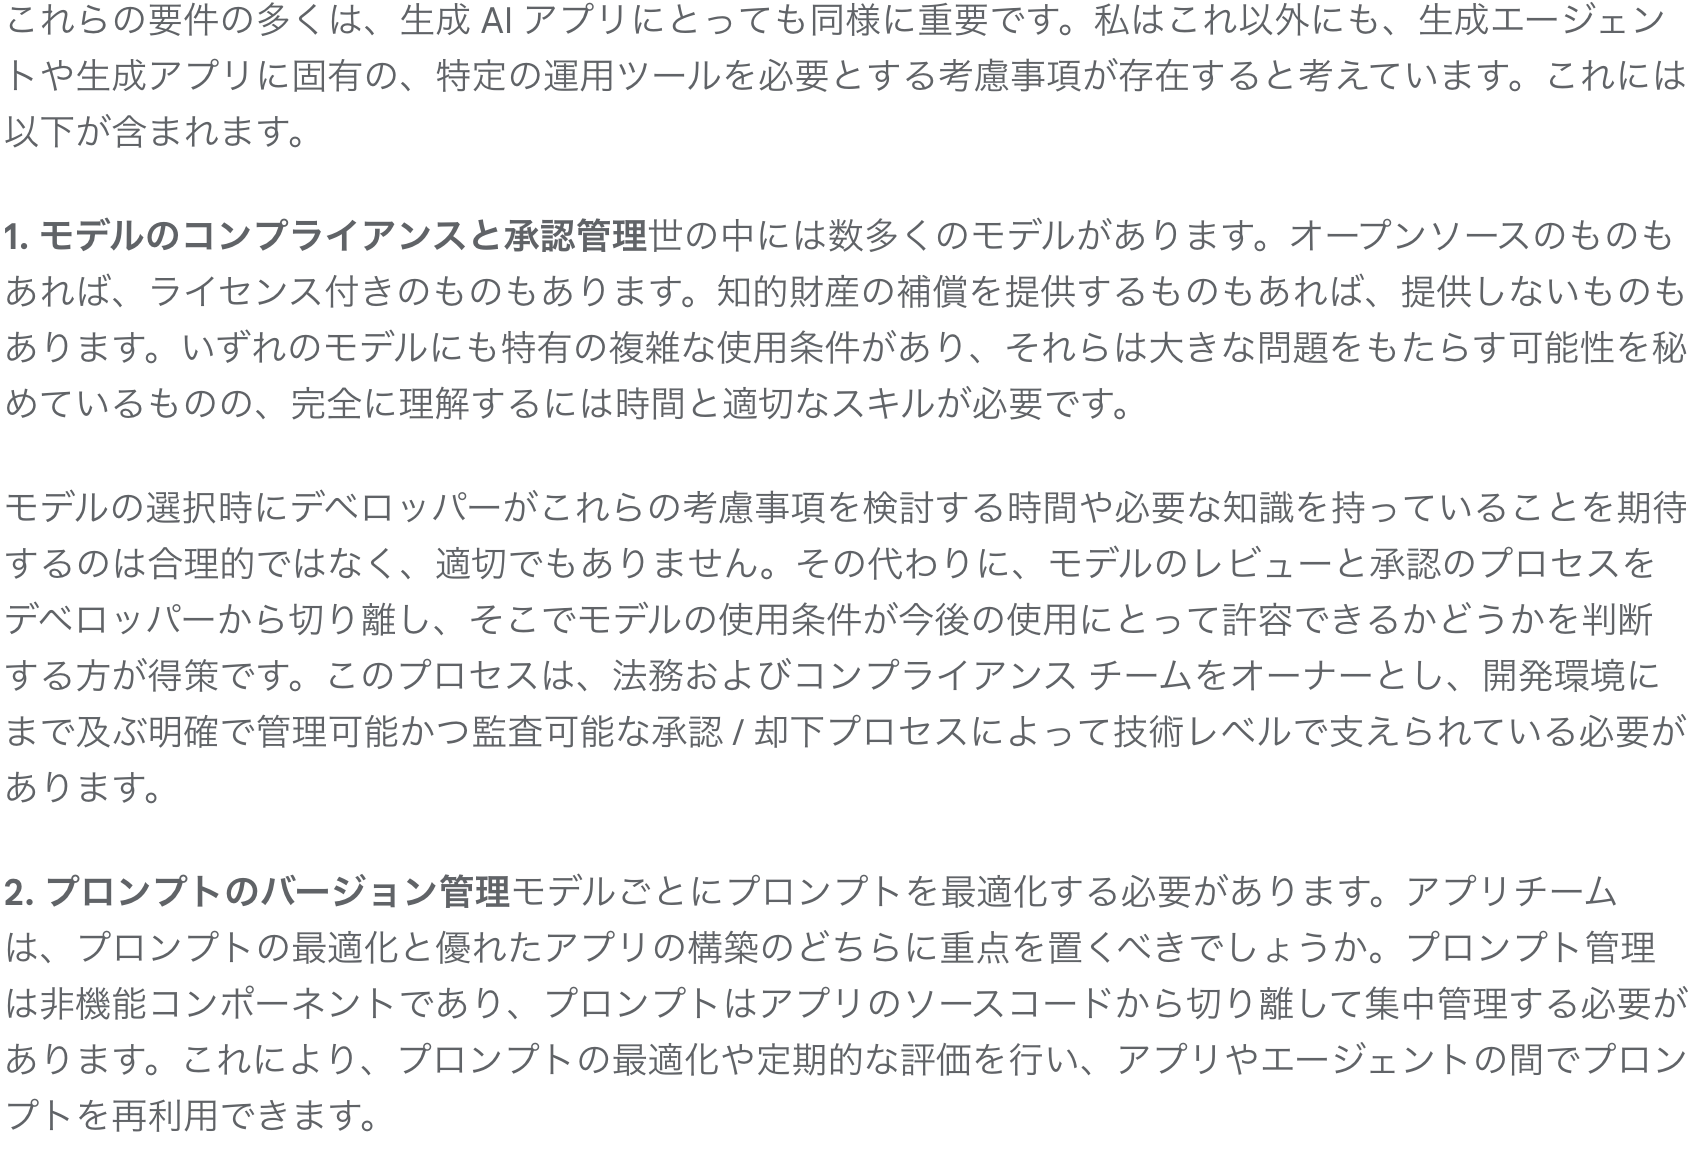 これらの要件の多くは、生成 AI アプリにとっても同様に重要です。私はこれ以外にも、生成エージェン
トや生成アプリに固有の、特定の運用ツールを必要とする考慮事項が存在すると考えています。これには
以下が含まれます。
1. モデルのコンプライアンスと承認管理世の中には数多くのモデルがあります。オープンソースのものも
あれば、ライセンス付きのものもあります。知的財産の補償を提供するものもあれば、提供しないものも
あります。いずれのモデルにも特有の複雑な使用条件があり、それらは大きな問題をもたらす可能性を秘
めているものの、完全に理解するには時間と適切なスキルが必要です。
モデルの選択時にデベロッパーがこれらの考慮事項を検討する時間や必要な知識を持っていることを期待
するのは合理的ではなく、適切でもありません。その代わりに、モデルのレビューと承認のプロセスを
デベロッパーから切り離し、そこでモデルの使用条件が今後の使用にとって許容できるかどうかを判断
する方が得策です。このプロセスは、法務およびコンプライアンス チームをオーナーとし、開発環境に
まで及ぶ明確で管理可能かつ監査可能な承認 / 却下プロセスによって技術レベルで支えられている必要が
あります。
2. プロンプトのバージョン管理モデルごとにプロンプトを最適化する必要があります。アプリチーム
は、プロンプトの最適化と優れたアプリの構築のどちらに重点を置くべきでしょうか。プロンプト管理
は非機能コンポーネントであり、プロンプトはアプリのソースコードから切り離して集中管理する必要が
あります。これにより、プロンプトの最適化や定期的な評価を行い、アプリやエージェントの間でプロン
プトを再利用できます。